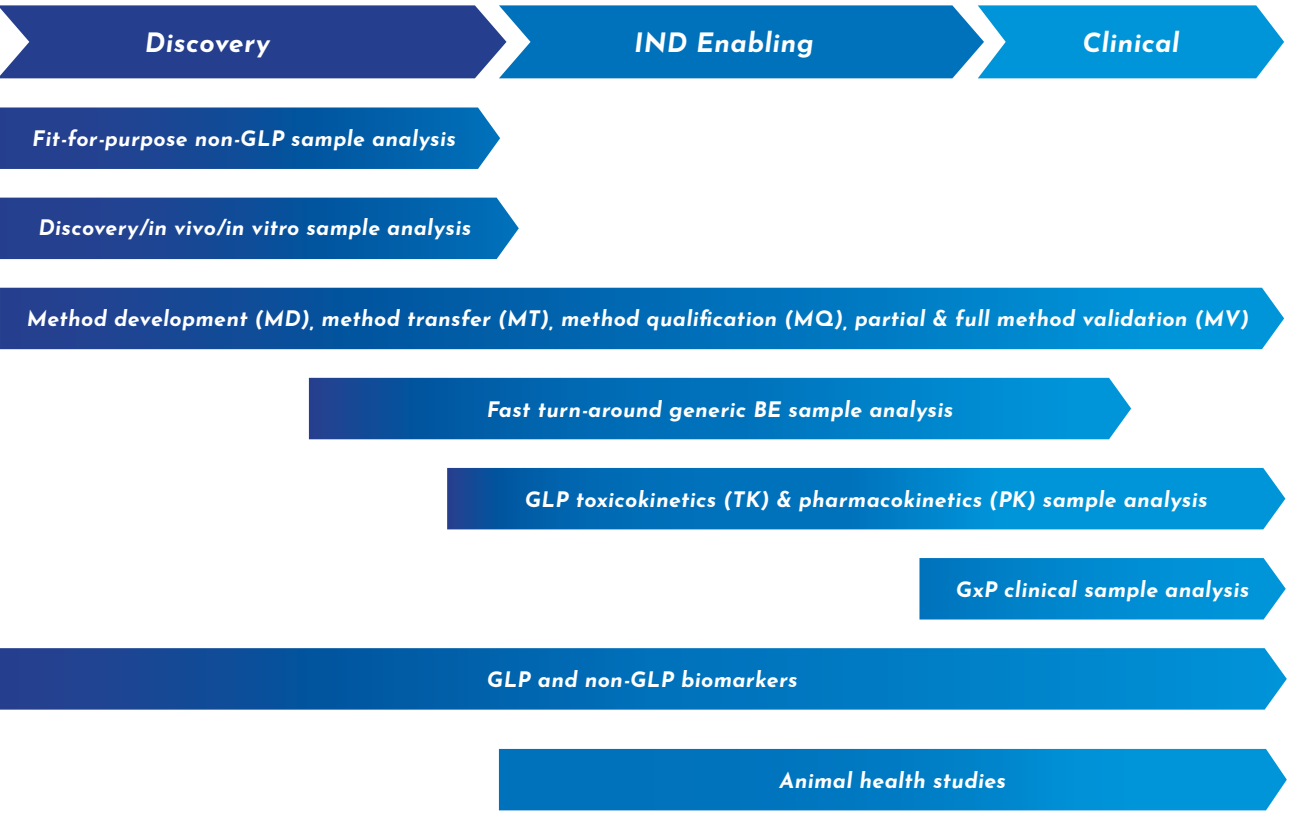 Discovery
IND Enabling
Clinical
Fit-for-purpose non-GLP sample analysis
Discovery/in vivo/in vitro sample analysis
Method development (MD), method transfer (MT), method qualification (MQ), partial & full method validation (MV)
Fast turn-around generic BE sample analysis
GLP toxicokinetics (TK) & pharmacokinetics (PK) sample analysis
GxP clinical sample analysis
GLP and non-GLP biomarkers
Animal health studies